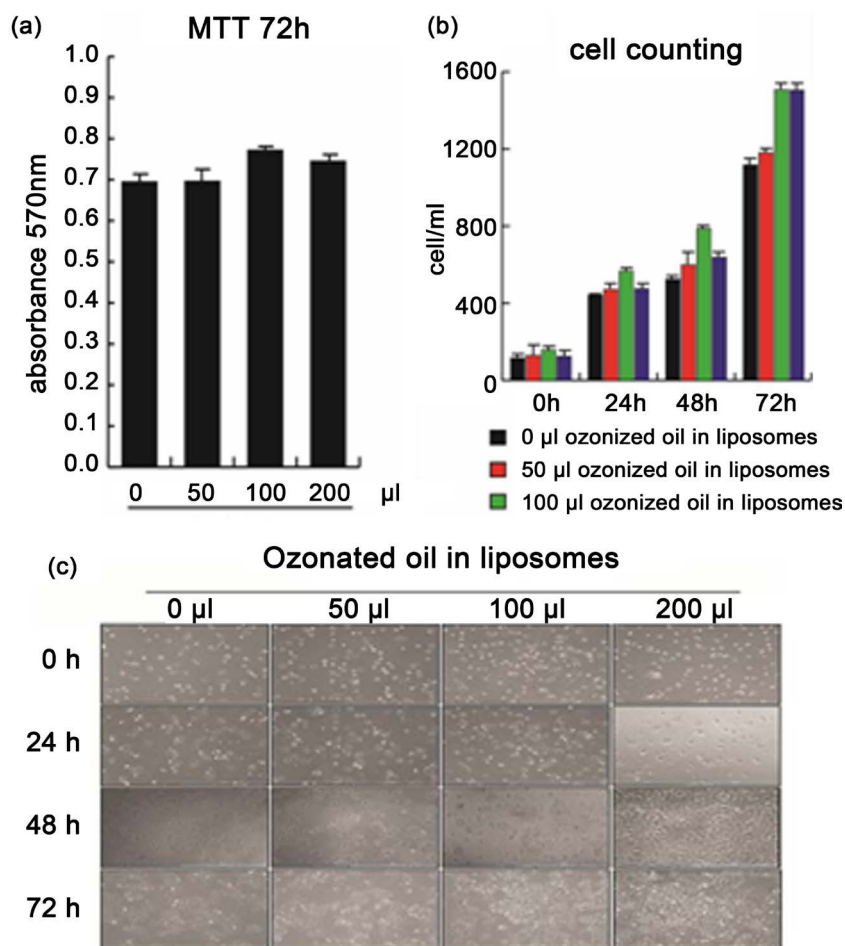 (a)
MTT 72h
absorbance 570nm
1.0
0.9
0.8
0.7
0.6
0.5
0.4
0.3
0.2
0.1
0.0
0 50 100 200 µl
(b)
cell counting
cell/ml
1600
1200
800
400
0
0h 24h 48h 72h
0 µl ozonized oil in liposomes
50 µl ozonized oil in liposomes
100 µl ozonized oil in liposomes
(c)
Ozonated oil in liposomes
0 µl 50 µl 100 µl 200 µl
0 h
24 h
48 h
72 h